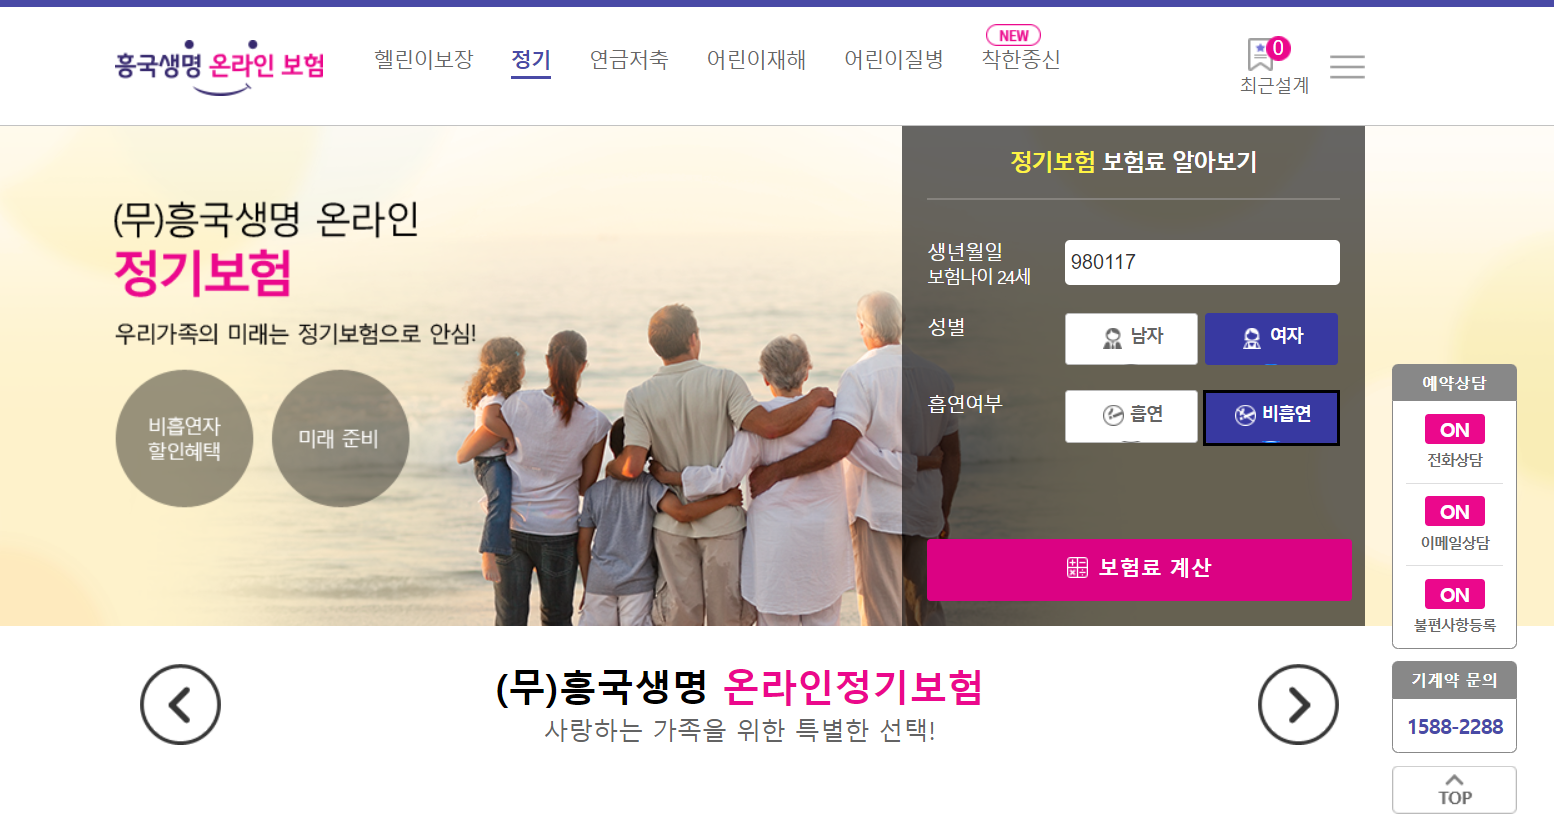 흥국생명 온라인 보험
헬린이보장
정기
연금저축
어린이재해
어린이질병
NEW
착한종신
0
최근설계
(무)흥국생명 온라인
정기보험
우리가족의 미래는 정기보험으로 안심!
비흡연자
할인혜택
미래 준비
정기보험 보험료 알아보기
생년월일
보험나이 24세
980117
성별
남자
여자
흡연여부
흡연
비흡연
보험료 계산
예약상담
ON
전화상담
ON
이메일상담
ON
불편사항등록
기계약 문의
1588-2288
TOP
(무)흥국생명 온라인정기보험
사랑하는 가족을 위한 특별한 선택!